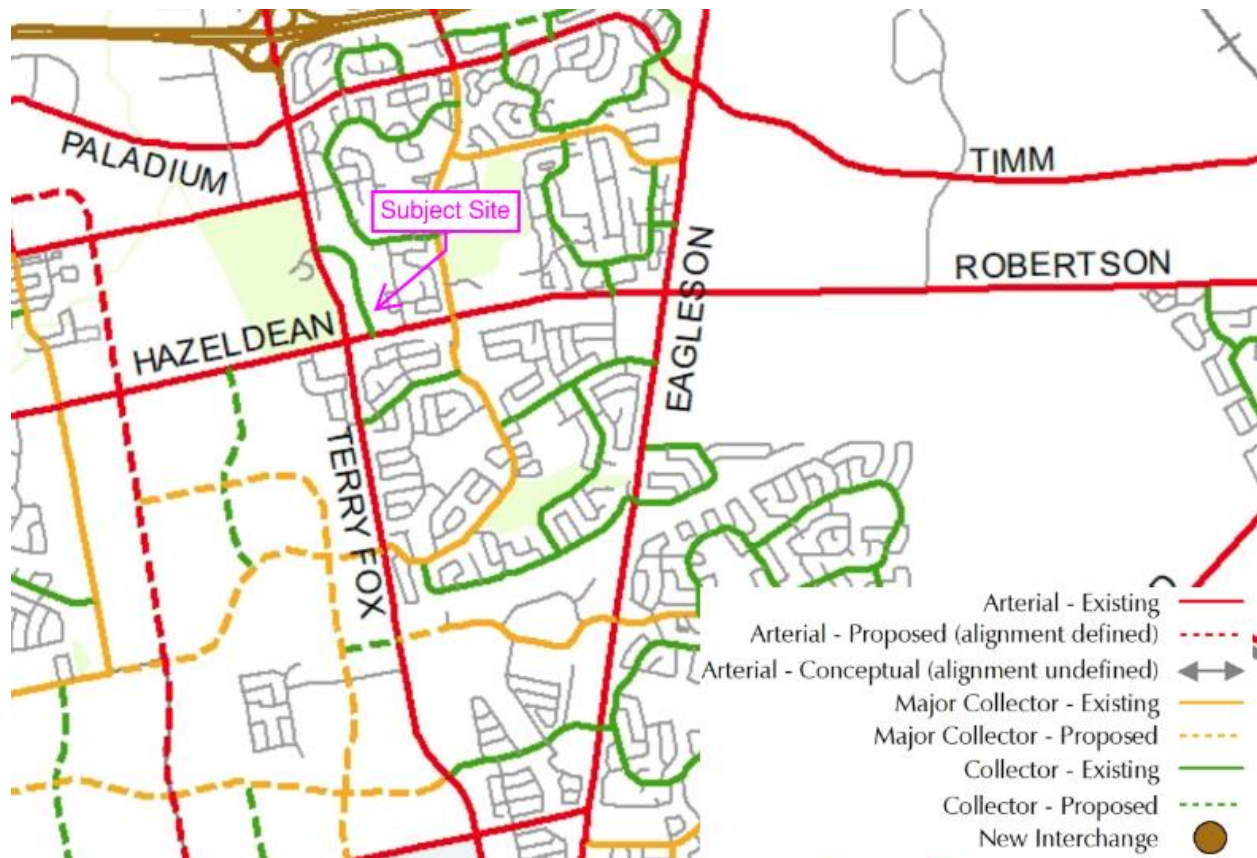 PALADIUM
TIMM
Subject Site
ROBERTSON
HAZELDEAN
EAGLESON
TERRY FOX
Arterial - Existing
Arterial - Proposed (alignment defined)
Arterial - Conceptual (alignment undefined)
Major Collector - Existing
Major Collector - Proposed
Collector - Existing
Collector - Proposed
New Interchange